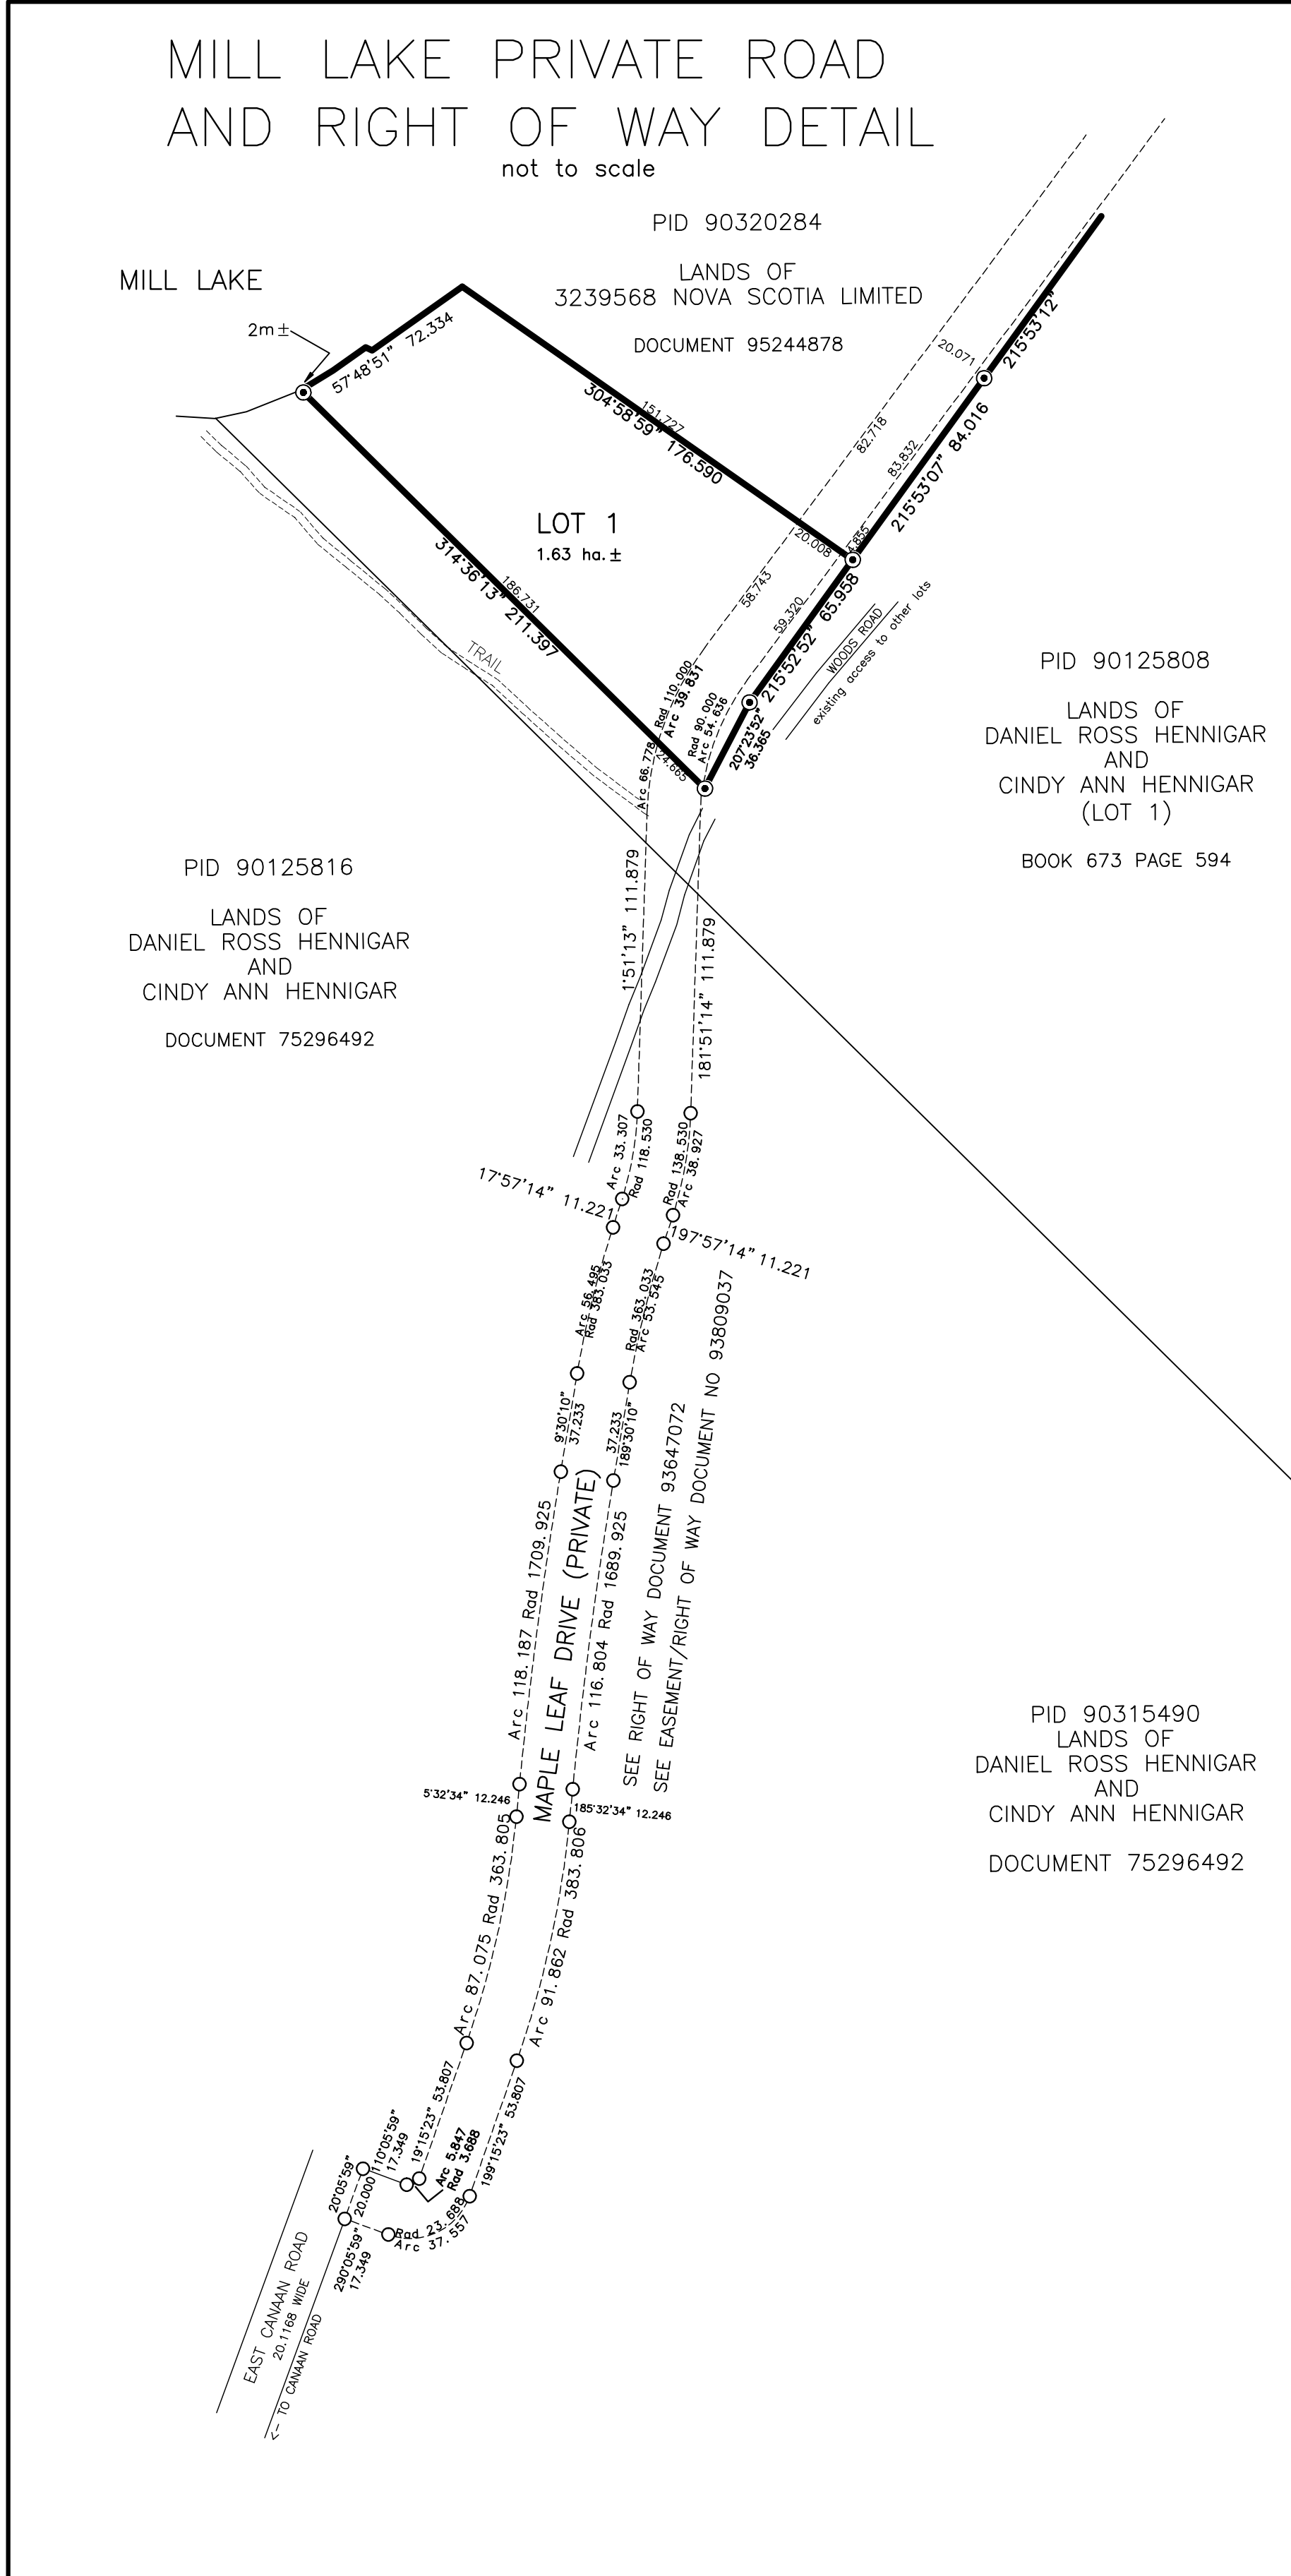 MILL LAKE PRIVATE ROAD
AND RIGHT OF WAY DETAIL
not to scale
PID 90320284
LANDS OF
3239568 NOVA SCOTIA LIMITED
DOCUMENT 95244878
MILL LAKE
2m±
57°48'51" 72.334
151.727
304°58'59" 176.590
20.071
215°53'12"
82.718
83.832
215°53'07" 84.016
LOT 1
1.63 ha.±
20.008
4.855
186.731
314°36'13" 211.397
TRAIL
58.743
59.320
215°52'52" 65.958
WOODS ROAD
existing access to other lots
Rad 110.000
Arc 39.831
Rad 90.000
Arc 54.636
207°23'52"
36.365
Arc 66.778
24.665
PID 90125808
LANDS OF
DANIEL ROSS HENNIGAR
AND
CINDY ANN HENNIGAR
(LOT 1)
BOOK 673 PAGE 594
PID 90125816
LANDS OF
DANIEL ROSS HENNIGAR
AND
CINDY ANN HENNIGAR
DOCUMENT 75296492
1°51'13" 111.879
181°51'14" 111.879
Arc 33.307
Rad 118.530
Rad 138.530
Arc 38.927
17°57'14" 11.221
197°57'14" 11.221
Arc 56.495
Rad 383.033
Rad 363.033
Arc 53.545
9°30'10"
37.233
37.233
189°30'10"
Arc 118.187 Rad 1709.925
MAPLE LEAF DRIVE (PRIVATE)
Arc 116.804 Rad 1689.925
SEE RIGHT OF WAY DOCUMENT 93647072
SEE EASEMENT/RIGHT OF WAY DOCUMENT NO 93809037
5°32'34" 12.246
185°32'34" 12.246
PID 90315490
LANDS OF
DANIEL ROSS HENNIGAR
AND
CINDY ANN HENNIGAR
DOCUMENT 75296492
Arc 87.075 Rad 363.805
Arc 91.862 Rad 383.806
19°15'23" 53.807
199°15'23" 53.807
Arc 5.847
Rad 3.688
110°05'59"
17.349
20°05'59"
20.000
Rad 23.688
Arc 37.557
290°05'59"
17.349
EAST CANAAN ROAD
20.1168 WIDE
<- TO CANAAN ROAD